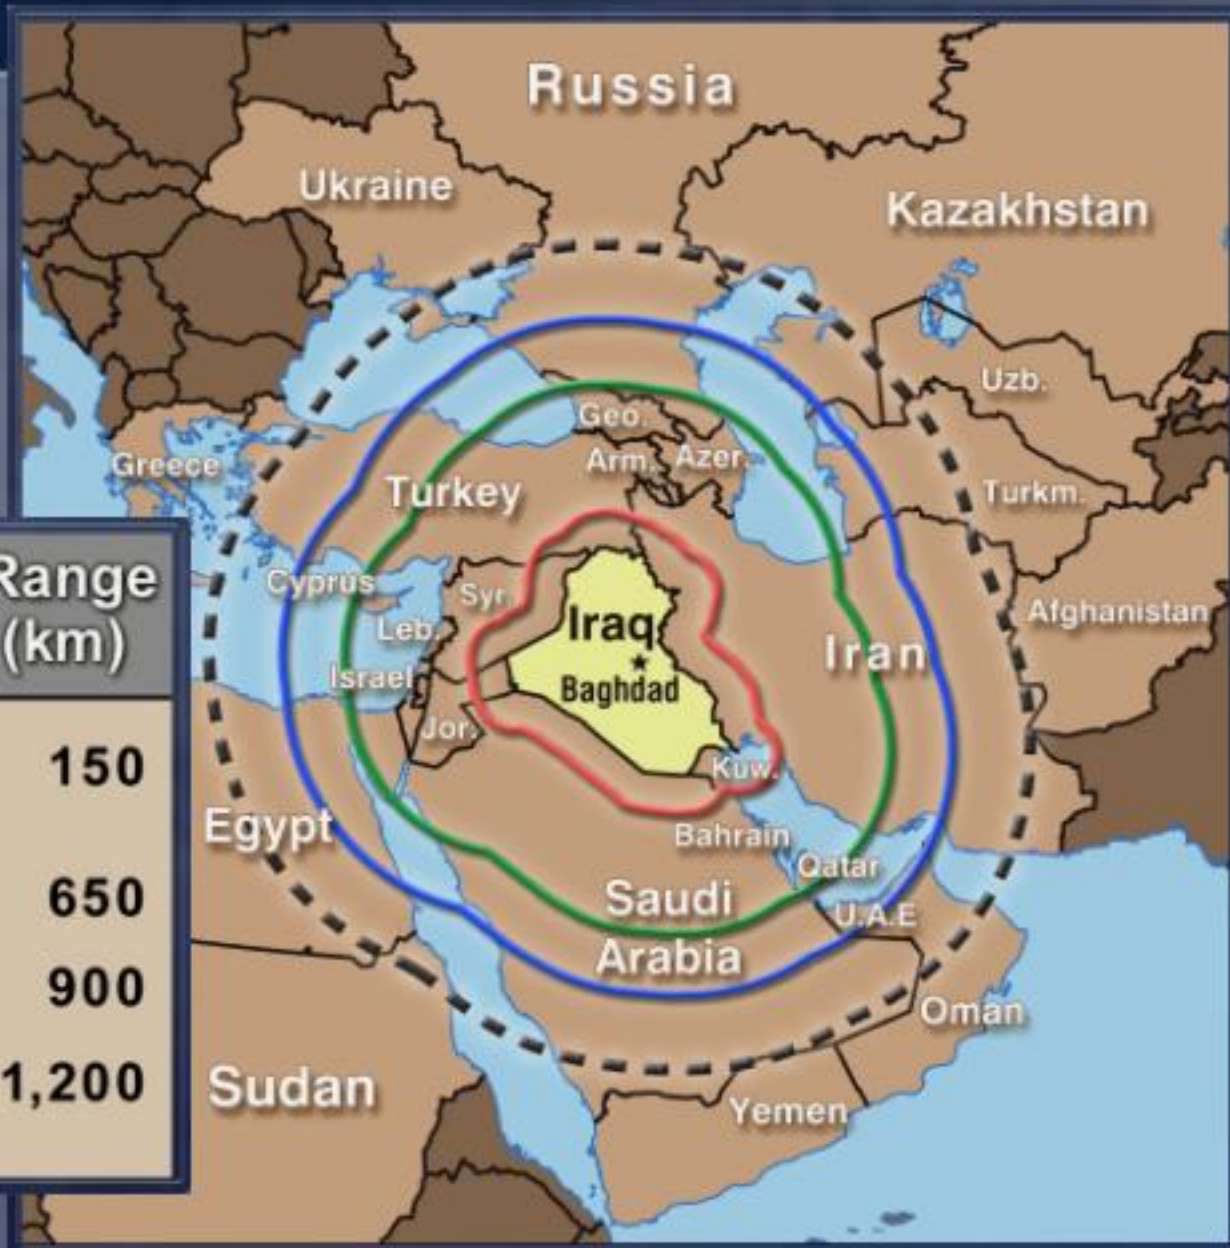 Russia
Ukraine
Kazakhstan
Uzb.
Geo.
Greece
Arm.
Azer.
Turkey
Turkm.
Range
(km)
Cyprus
Syr.
Afghanistan
Leb.
Iraq
Iran
Israel
Baghdad
Jor.
150
Kuw.
Egypt
Bahrain
Qatar
650
Saudi
Arabia
U.A.E
900
Oman
1,200
Sudan
Yemen